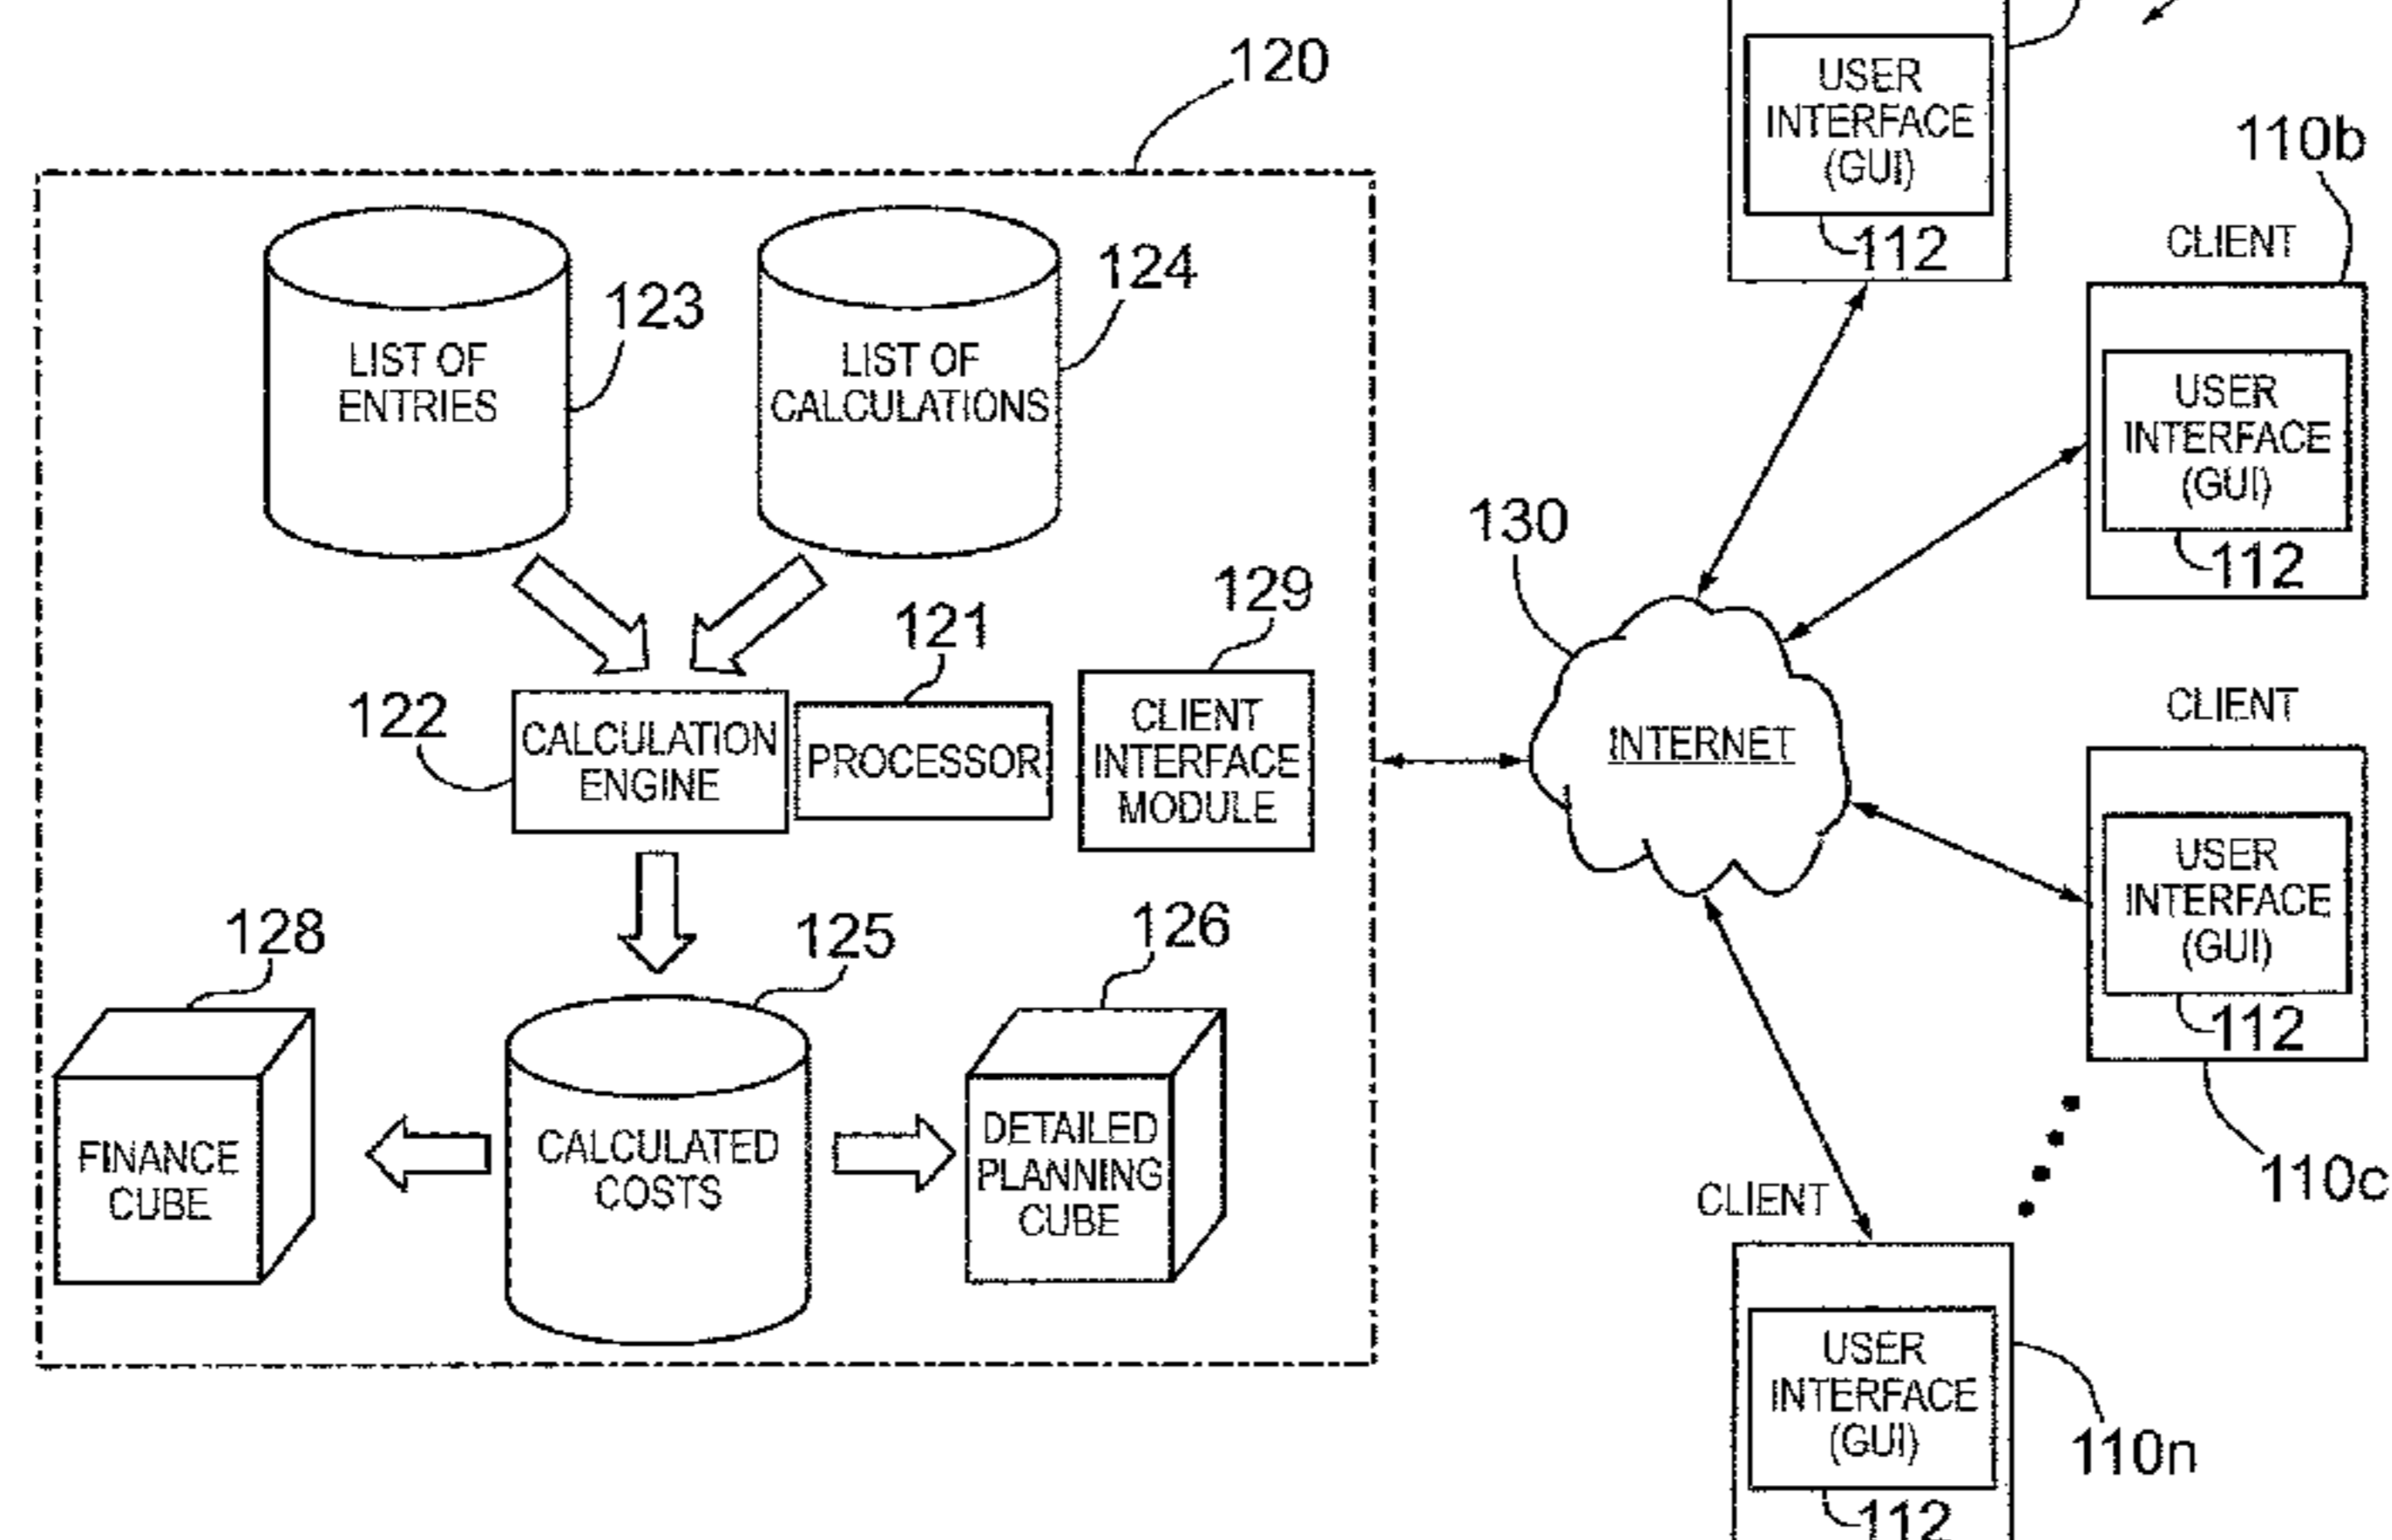 120
LIST OF
ENTRIES
123
LIST OF
CALCULATIONS
124
122
CALCULATION
ENGINE
121
PROCESSOR
129
CLIENT
INTERFACE
MODULE
128
FINANCE
CUBE
125
CALCULATED
COSTS
126
DETAILED
PLANNING
CUBE
130
INTERNET
USER
INTERFACE
(GUI)
112
110b
CLIENT
USER
INTERFACE
(GUI)
112
CLIENT
USER
INTERFACE
(GUI)
112
110c
CLIENT
USER
INTERFACE
(GUI)
110n
112